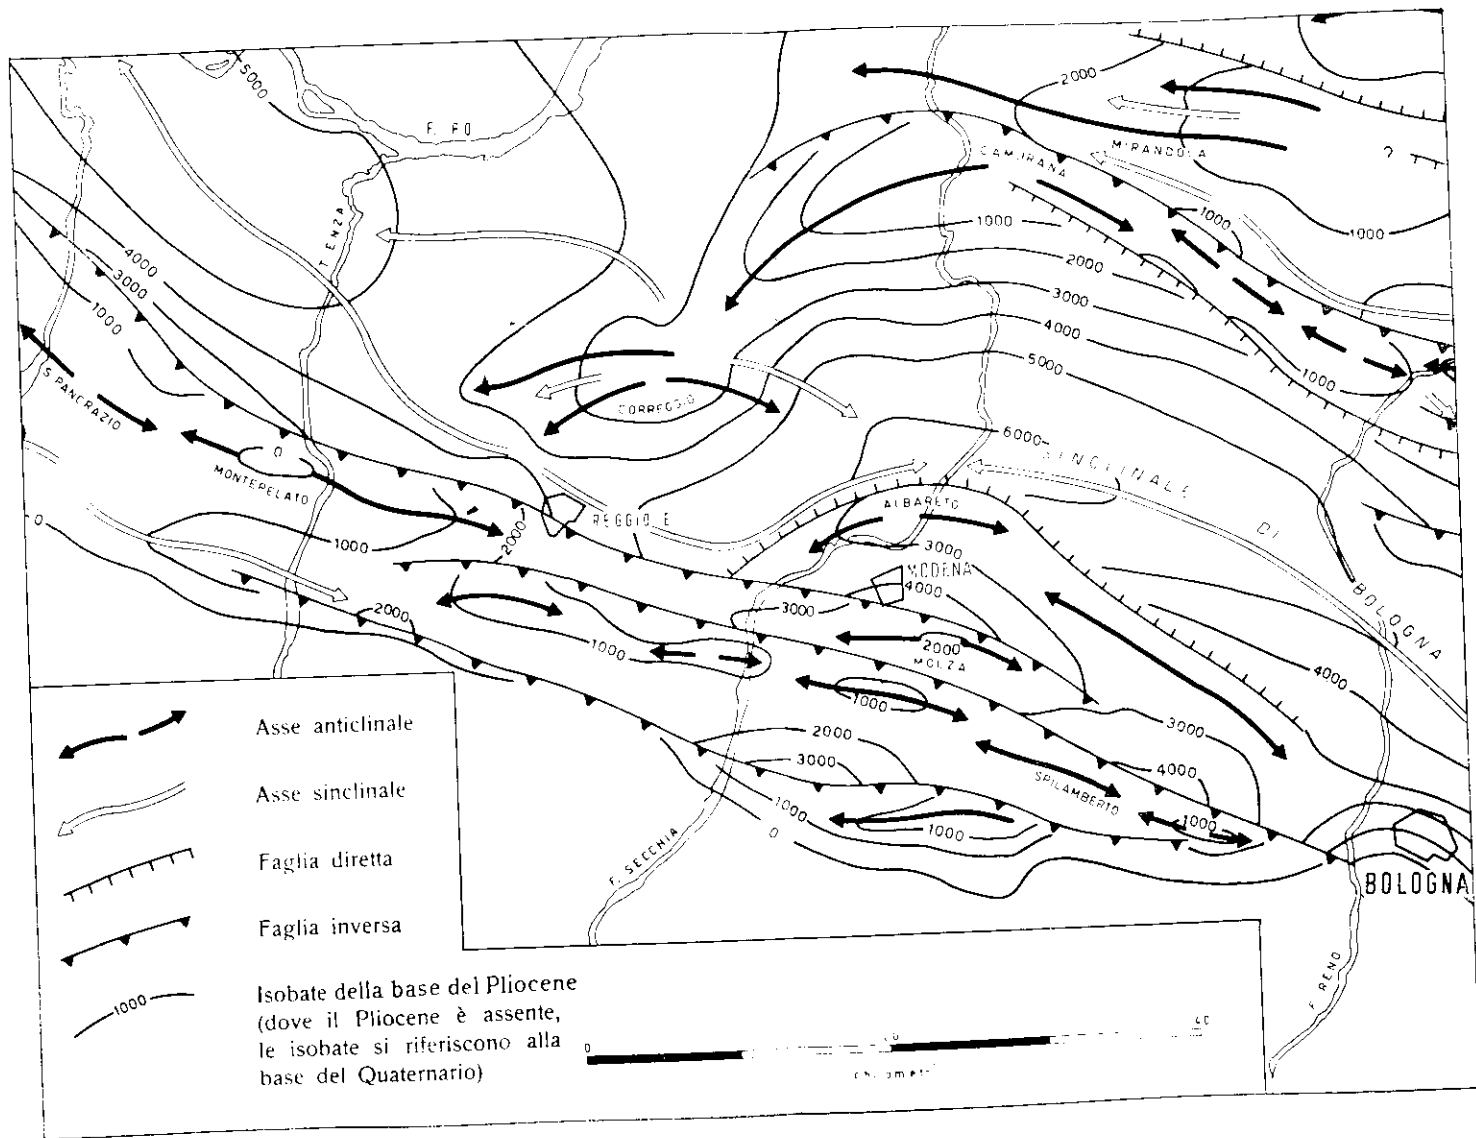 5000
F. PO
2000
CAMURANA
MIRANDOLA
?
TENZA
4000
3000
1000
1000
2000
3000
4000
5000
1000
1000
1000
S. PANCRAZIO
MONTEPELATO
0
0
CORREGGIO
6000
SINCLINALE
DI
BOLOGNA
REGGIO E
2000
1000
ALBARETO
3000
MODENA
4000
3000
2000
1000
2000
MOLZA
1000
4000
3000
2000
3000
4000
SPILAMBERTO
1000
1000
1000
0
F. SECCHIA
BOLOGNA
F. RENO
Asse anticlinale
Asse sinclinale
Faglia diretta
Faglia inversa
1000
Isobate della base del Pliocene
(dove il Pliocene è assente,
le isobate si riferiscono alla
base del Quaternario)
0